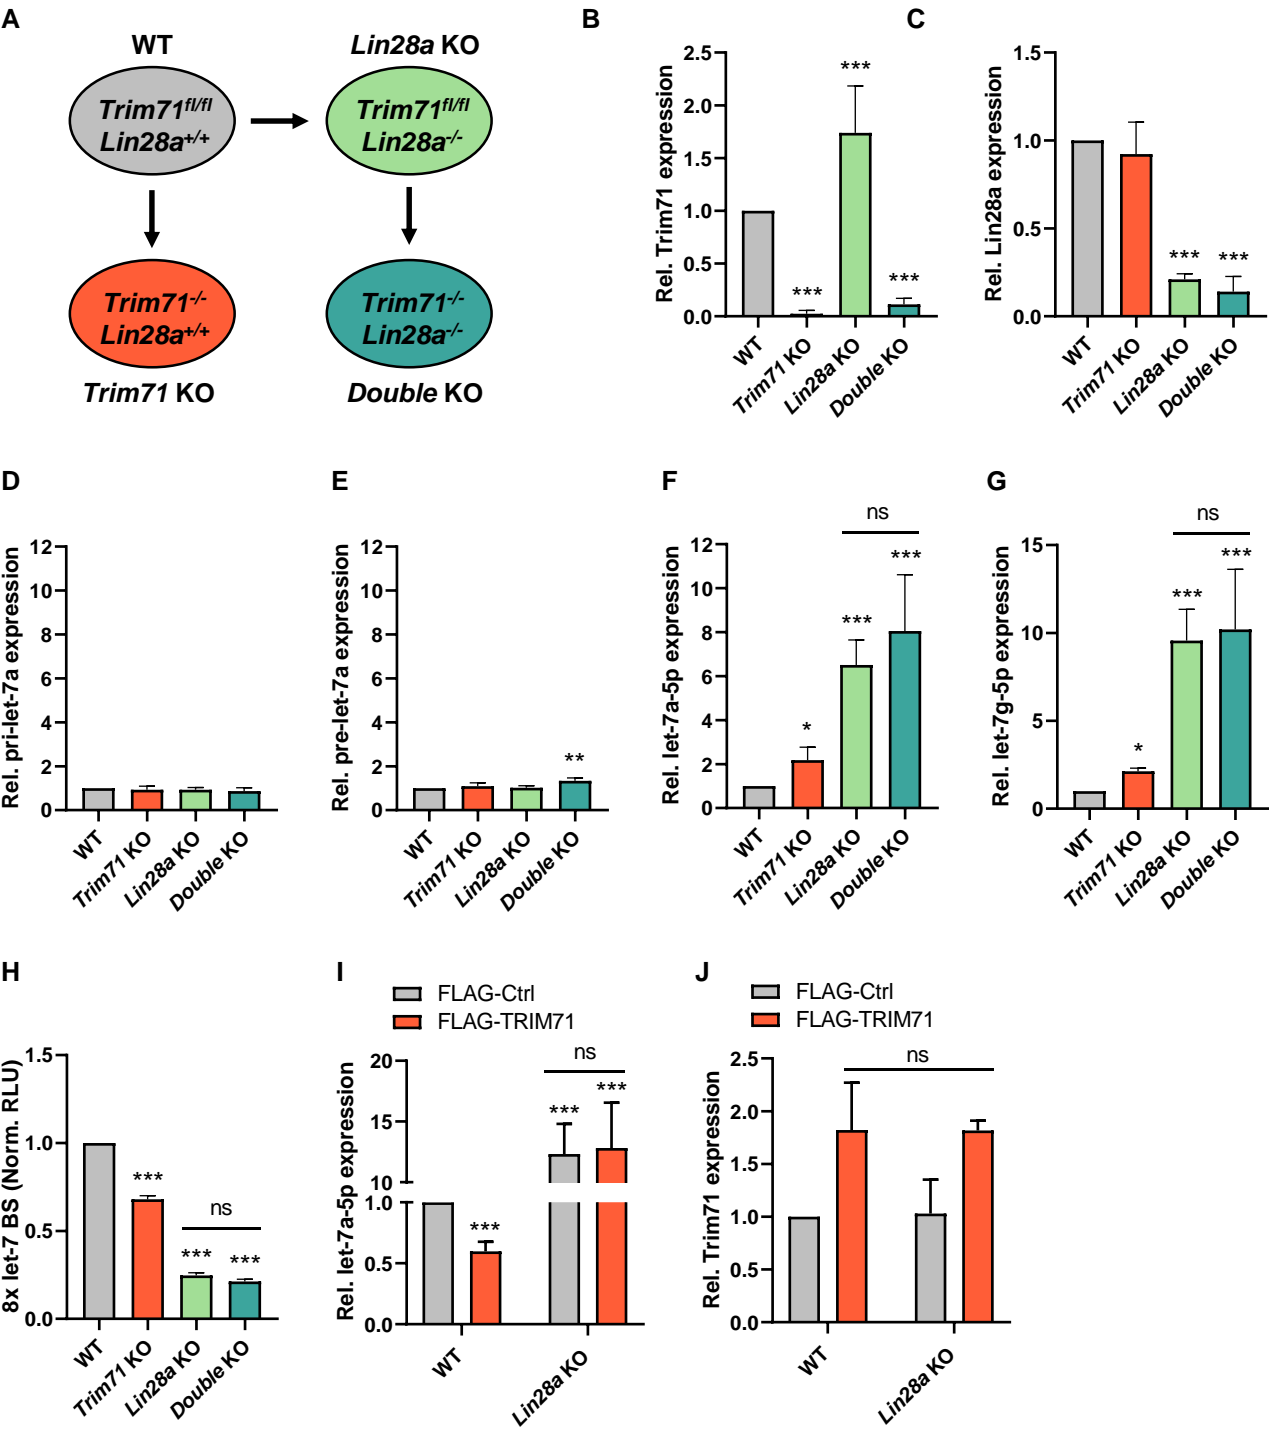 A
WT
Lin28a KO
Trim71fl/fl
Lin28a+/+
Trim71fl/fl
Lin28a-/-
Trim71-/-
Lin28a+/+
Trim71-/-
Lin28a-/-
Trim71 KO
Double KO
B
Rel. Trim71 expression
2.5
2.0
1.5
1.0
0.5
0.0
***
***
***
WT
Trim71 KO
Lin28a KO
Double KO
C
Rel. Lin28a expression
1.5
1.0
0.5
0.0
***
***
WT
Trim71 KO
Lin28a KO
Double KO
D
Rel. pri-let-7a expression
12
10
8
6
4
2
0
WT
Trim71 KO
Lin28a KO
Double KO
E
Rel. pre-let-7a expression
12
10
8
6
4
2
0
**
WT
Trim71 KO
Lin28a KO
Double KO
F
Rel. let-7a-5p expression
12
10
8
6
4
2
0
ns
*
***
***
WT
Trim71 KO
Lin28a KO
Double KO
G
Rel. let-7g-5p expression
15
10
5
0
ns
*
***
***
WT
Trim71 KO
Lin28a KO
Double KO
H
8x let-7 BS (Norm. RLU)
1.5
1.0
0.5
0.0
***
ns
***
***
WT
Trim71 KO
Lin28a KO
Double KO
I
FLAG-Ctrl
FLAG-TRIM71
Rel. let-7a-5p expression
20
15
10
1.0
0.5
0.0
***
ns
***
***
WT
Lin28a KO
J
FLAG-Ctrl
FLAG-TRIM71
Rel. Trim71 expression
2.5
2.0
1.5
1.0
0.5
0.0
ns
WT
Lin28a KO